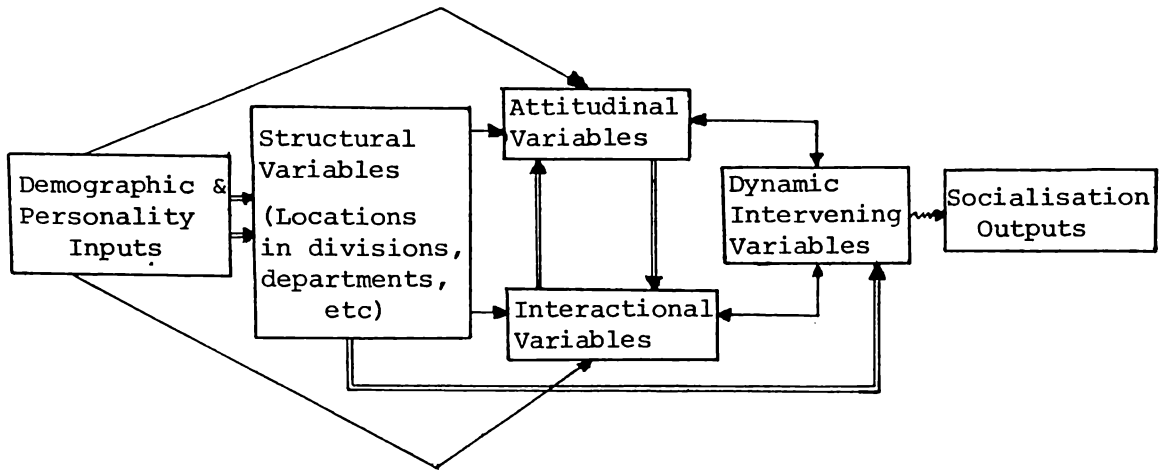 Demographic &
Personality
Inputs
Structural
Variables
(Locations
in divisions,
departments,
etc)
Attitudinal
Variables
Interactional
Variables
Dynamic
Intervening
Variables
Socialisation
Outputs